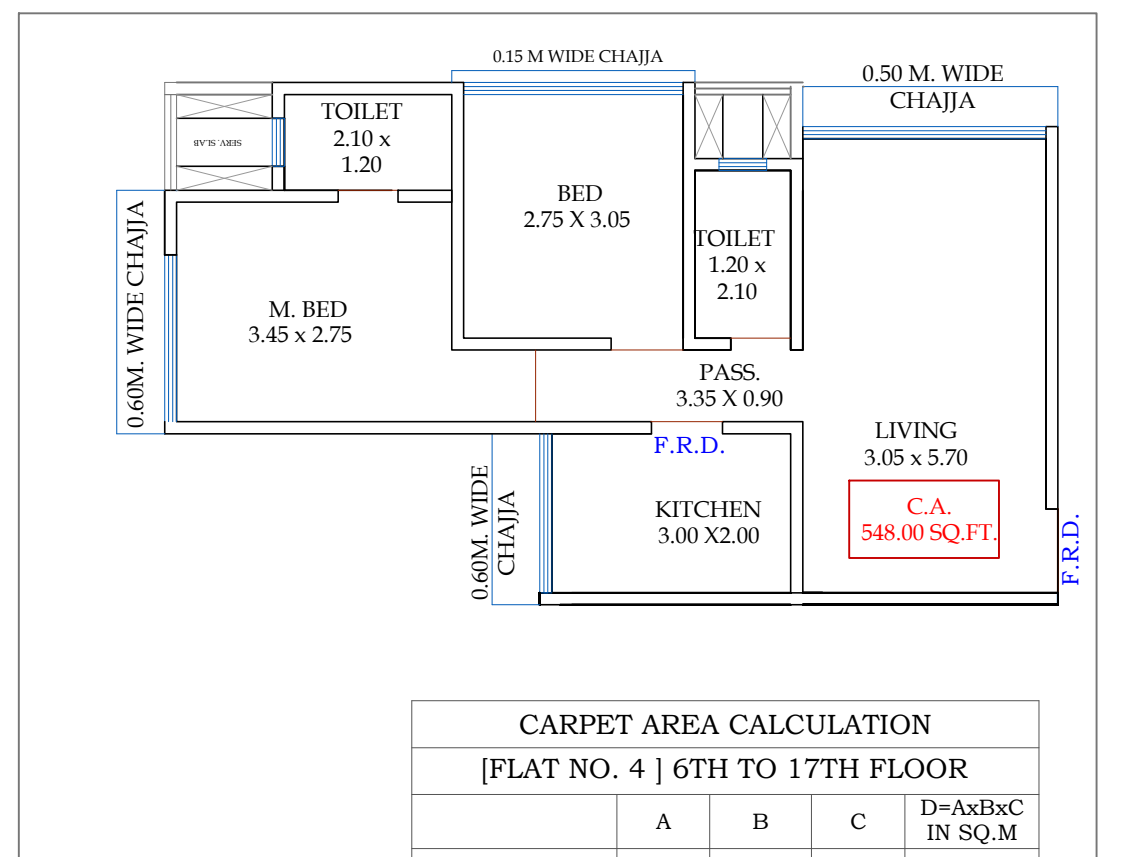 0.15 M WIDE CHAJJA
0.50 M. WIDE
CHAJJA
TOILET
2.10 x
1.20
SERV. SLAB
BED
2.75 X 3.05
TOILET
1.20 x
2.10
0.60M. WIDE CHAJJA
M. BED
3.45 x 2.75
PASS.
3.35 X 0.90
F.R.D.
LIVING
3.05 x 5.70
0.60M. WIDE
CHAJJA
KITCHEN
3.00 X2.00
C.A.
548.00 SQ.FT.
F.R.D.
CARPET AREA CALCULATION
[FLAT NO. 4 ] 6TH TO 17TH FLOOR
A B C D=AxBxC
IN SQ.M